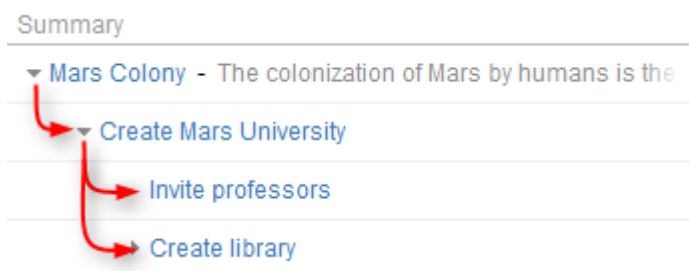 Summary
Mars Colony - The colonization of Mars by humans is the
Create Mars University
Invite professors
Create library